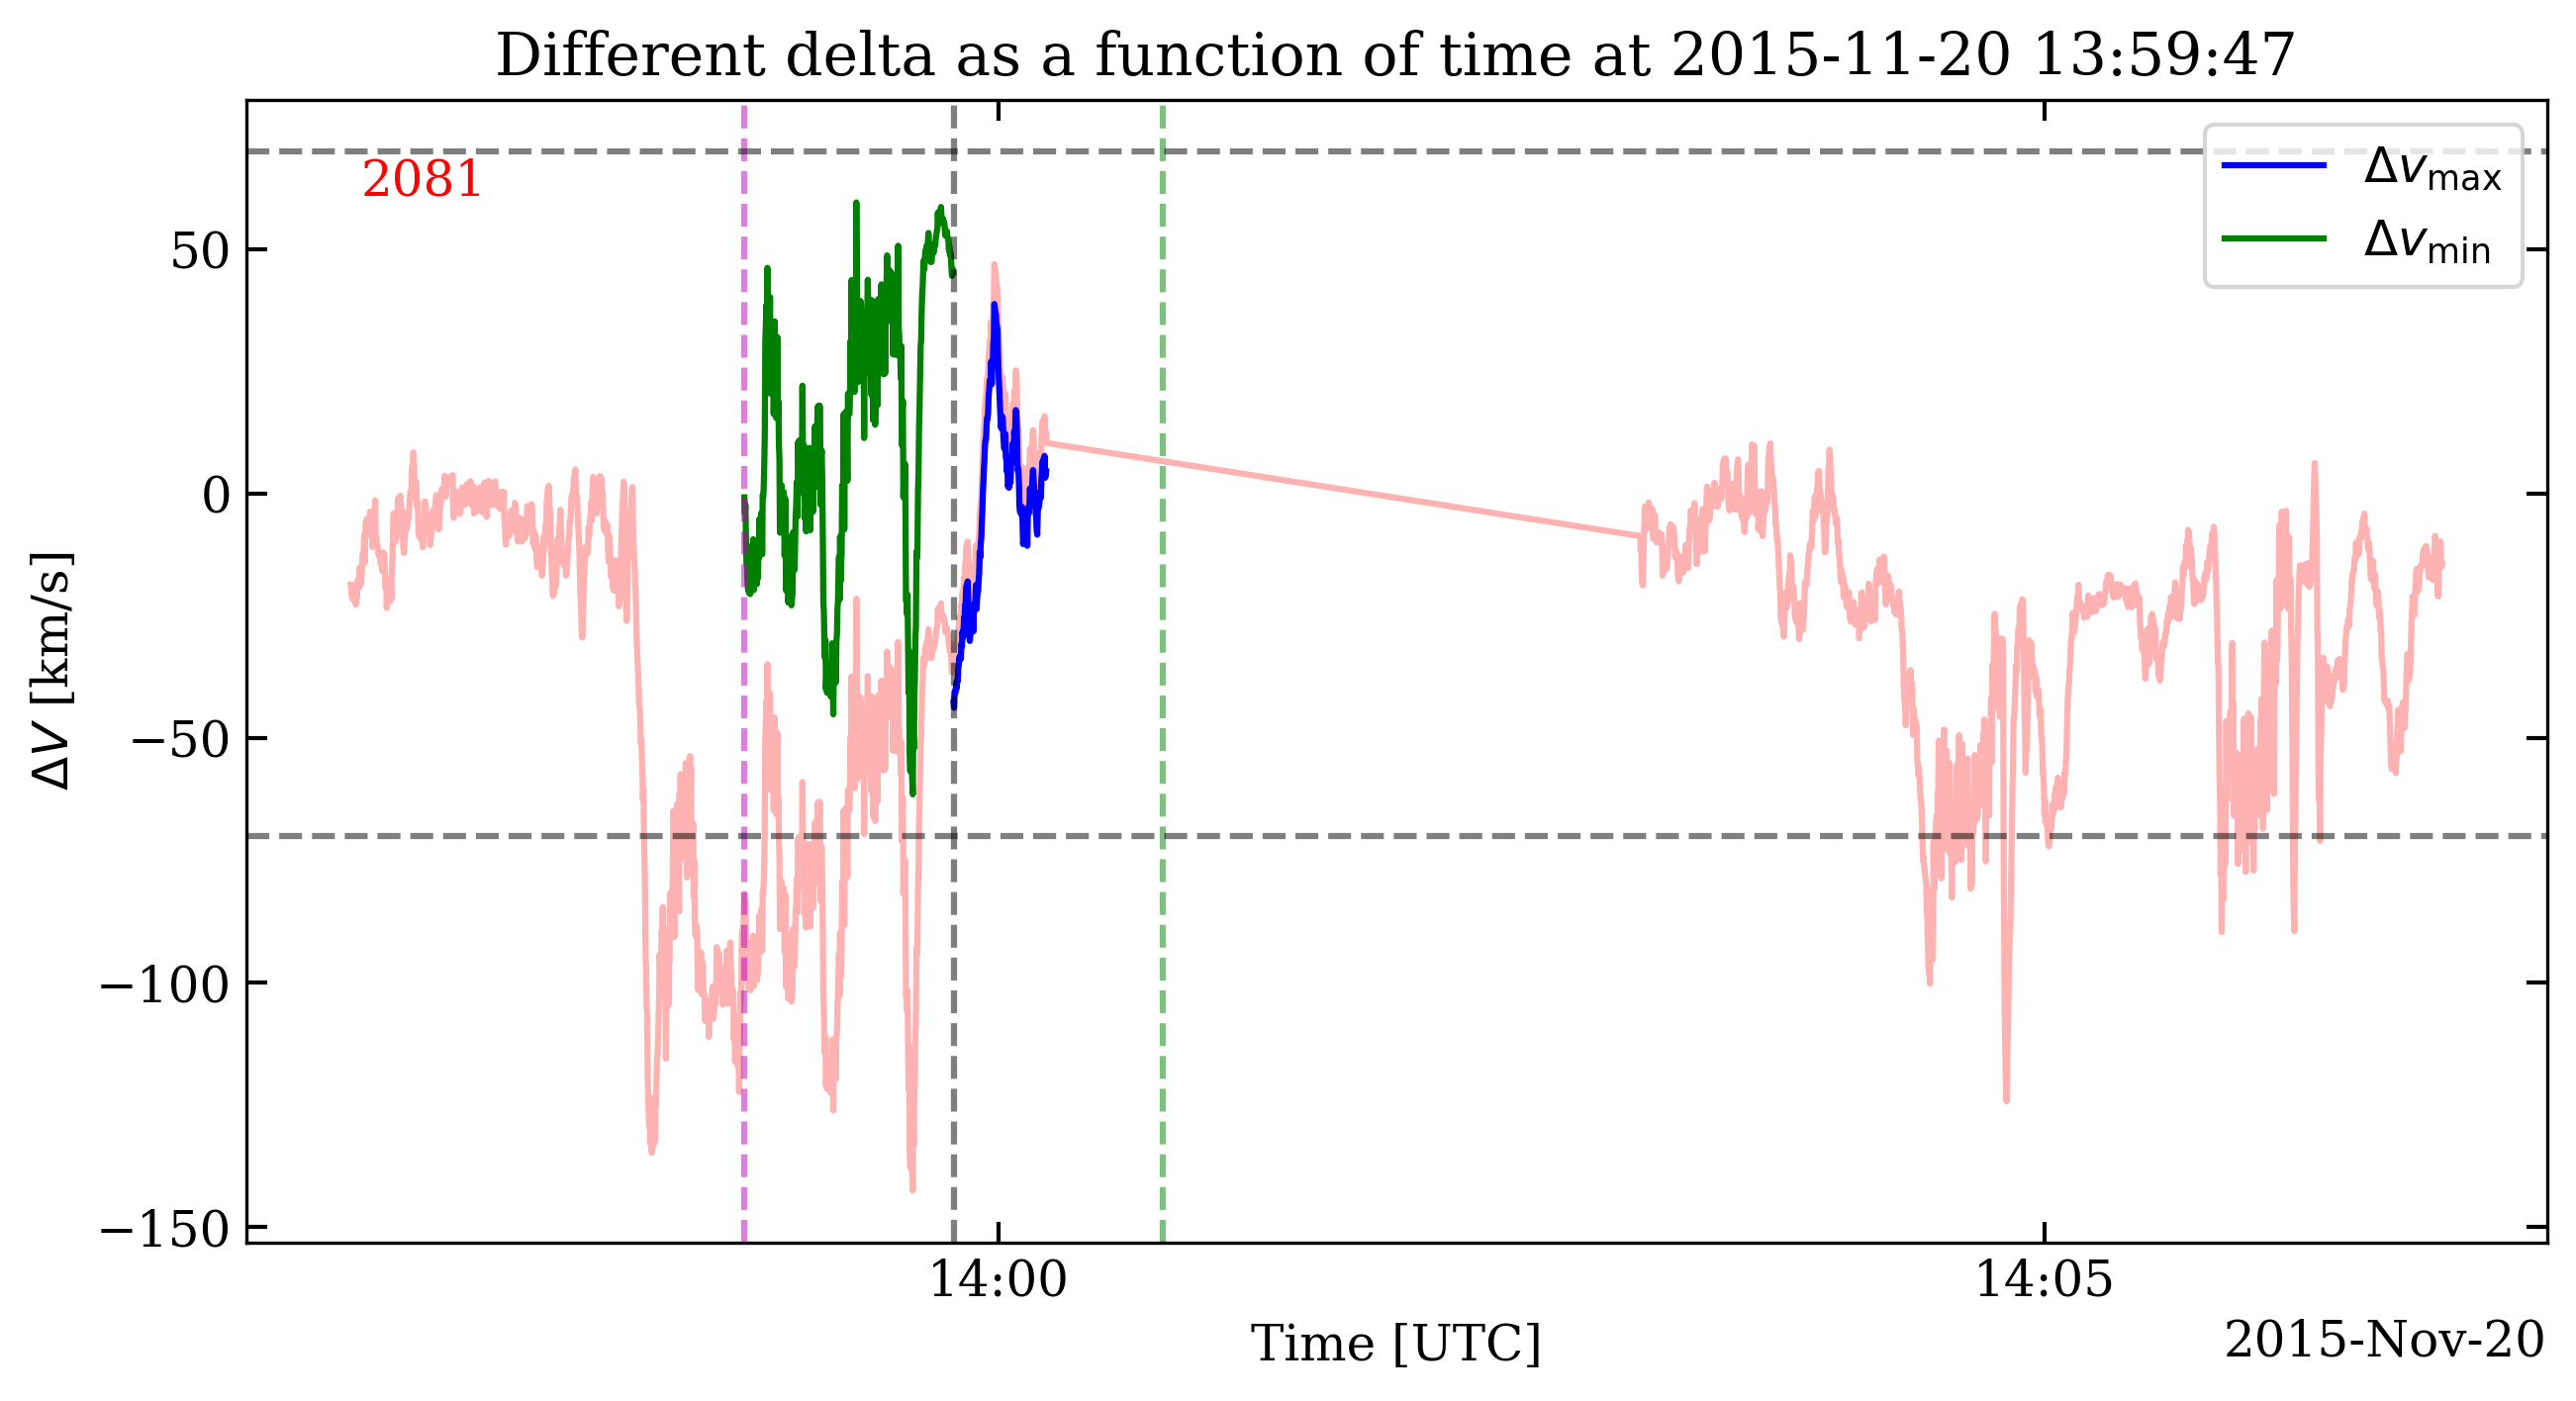 Different delta as a function of time at 2015-11-20 13:59:47
2081
Δv_max
Δv_min
50
0
−50
−100
−150
ΔV [km/s]
14:00
14:05
Time [UTC]
2015-Nov-20